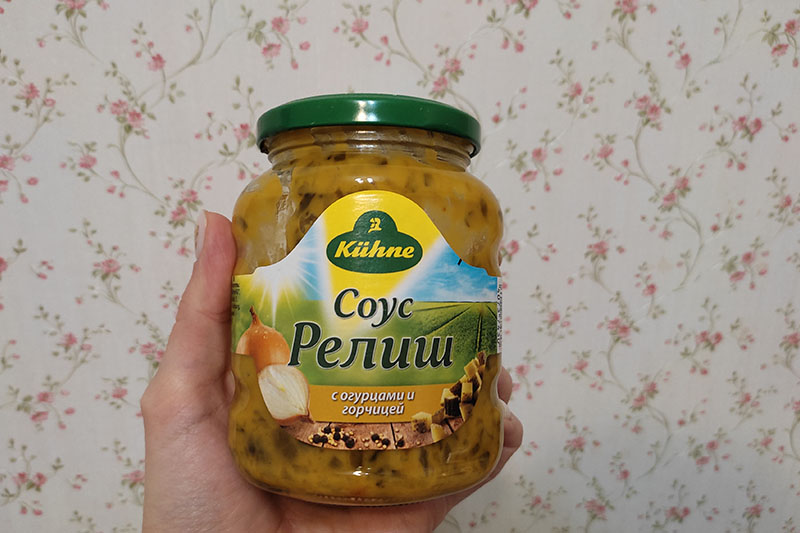 Kühne
Соус
Релиш
с огурцами и
горчицей